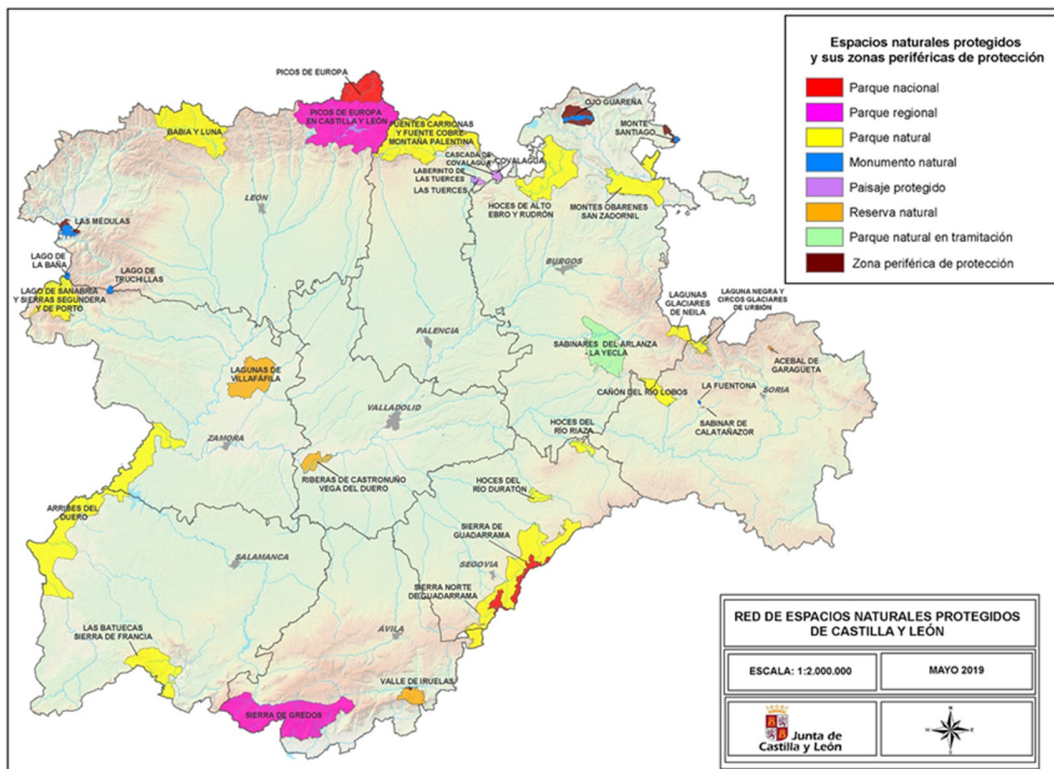 Espacios naturales protegidos
y sus zonas periféricas de protección
Parque nacional
Parque regional
Parque natural
Monumento natural
Paisaje protegido
Reserva natural
Parque natural en tramitación
Zona periférica de protección
PICOS DE EUROPA
PICOS DE EUROPA
EN CASTILLA Y LEÓN
BABIA Y LUNA
FUENTES CARRIONAS
Y FUENTE COBRE-
MONTAÑA PALENTINA
OJO GUAREÑA
MONTE
SANTIAGO
CASCADA DE
COVALAGUA
COVALAGUA
LABERINTO DE
LAS TUERCES
LAS TUERCES
HOCES DE ALTO
EBRO Y RUDRÓN
MONTES OBARENES
SAN ZADORNIL
LEÓN
LAS MÉDULAS
LAGO DE
LA BAÑA
LAGO DE
TRUCHILLAS
LAGO DE SANABRIA
Y SIERRAS SEGUNDERA
Y DE PORTO
BURGOS
LAGUNAS
GLACIARES
DE NEILA
LAGUNA NEGRA Y
CIRCOS GLACIARES
DE URBIÓN
PALENCIA
SABINARES DEL ARLANZA
- LA YECLA
ACEBAL DE
GARAGUETA
LAGUNAS DE
VILLAFÁFILA
CAÑÓN DEL RÍO LOBOS
LA FUENTONA
SORIA
SABINAR DE
CALATAÑAZOR
VALLADOLID
ZAMORA
HOCES DEL
RÍO RIAZA
RIBERAS DE CASTRONUÑO
VEGA DEL DUERO
HOCES DEL
RÍO DURATÓN
ARRIBES DEL
DUERO
SIERRA DE
GUADARRAMA
SALAMANCA
SEGOVIA
SIERRA NORTE
DE GUADARRAMA
LAS BATUECAS
SIERRA DE FRANCIA
ÁVILA
VALLE DE IRUELAS
SIERRA DE GREDOS
RED DE ESPACIOS NATURALES PROTEGIDOS
DE CASTILLA Y LEÓN
ESCALA: 1:2.000.000
MAYO 2019
Junta de
Castilla y León